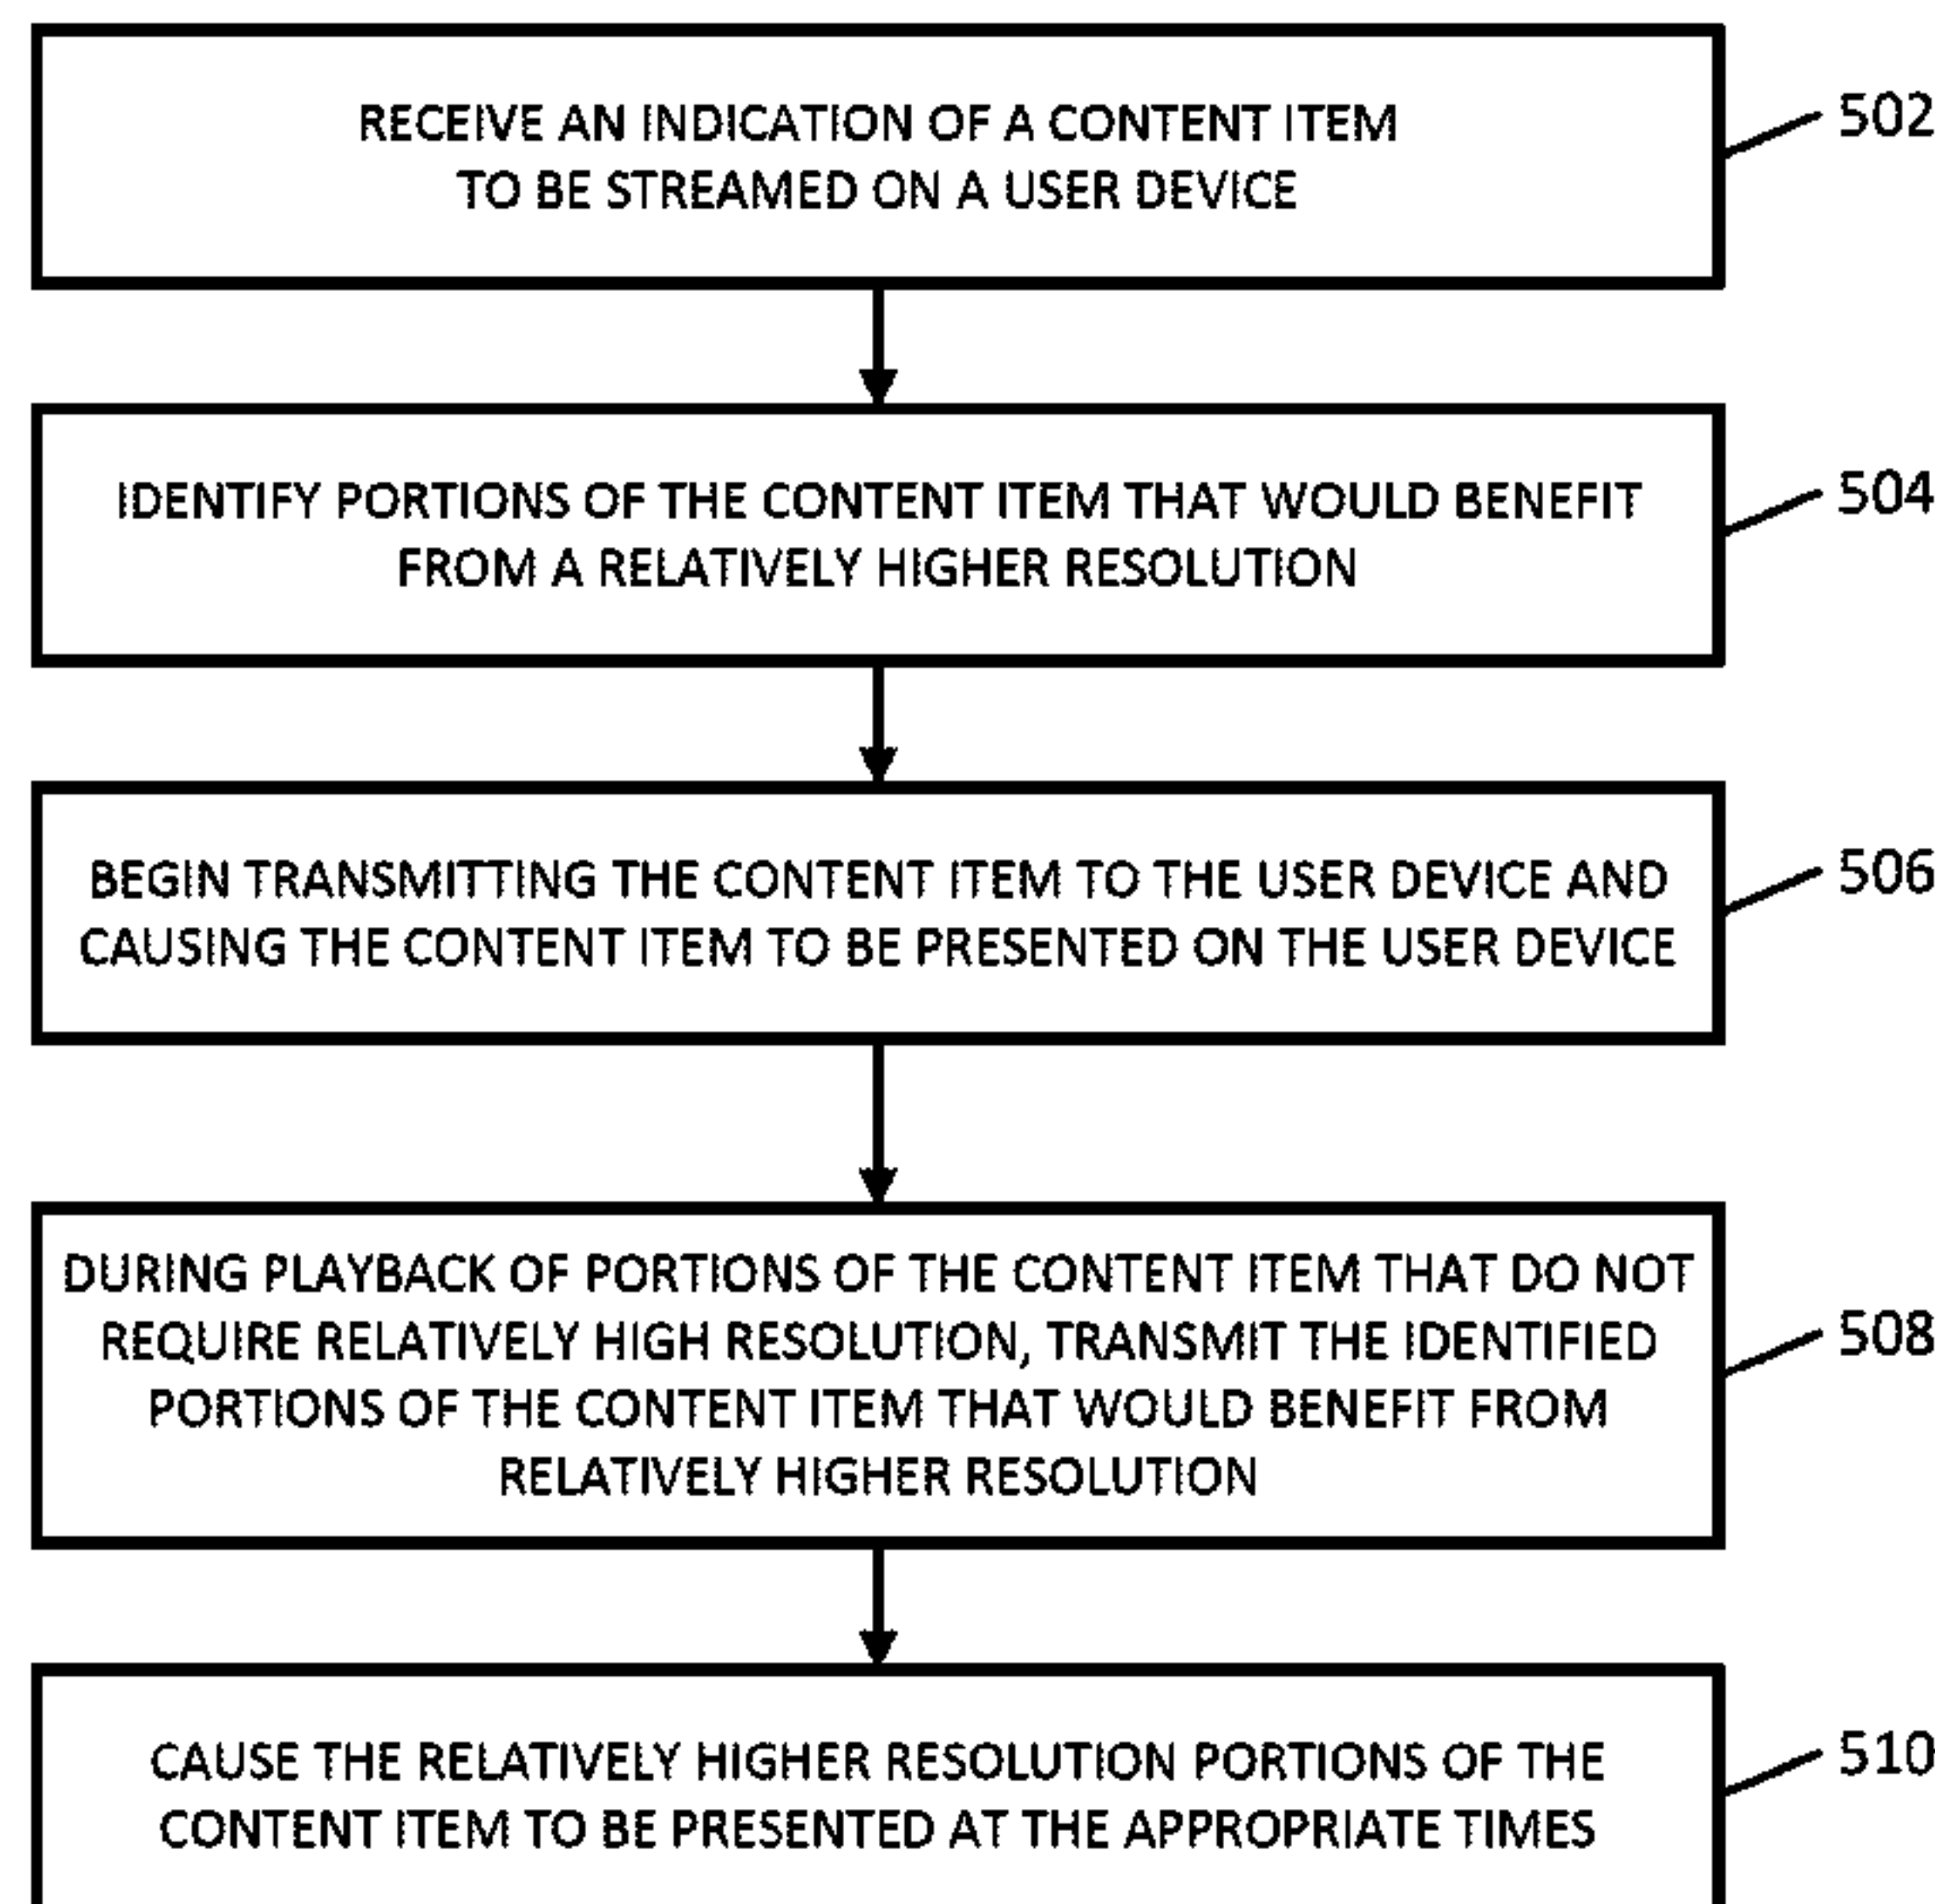 RECEIVE AN INDICATION OF A CONTENT ITEM
TO BE STREAMED ON A USER DEVICE
502
IDENTIFY PORTIONS OF THE CONTENT ITEM THAT WOULD BENEFIT
FROM A RELATIVELY HIGHER RESOLUTION
504
BEGIN TRANSMITTING THE CONTENT ITEM TO THE USER DEVICE AND
CAUSING THE CONTENT ITEM TO BE PRESENTED ON THE USER DEVICE
506
DURING PLAYBACK OF PORTIONS OF THE CONTENT ITEM THAT DO NOT
REQUIRE RELATIVELY HIGH RESOLUTION, TRANSMIT THE IDENTIFIED
PORTIONS OF THE CONTENT ITEM THAT WOULD BENEFIT FROM
RELATIVELY HIGHER RESOLUTION
508
CAUSE THE RELATIVELY HIGHER RESOLUTION PORTIONS OF THE
CONTENT ITEM TO BE PRESENTED AT THE APPROPRIATE TIMES
510